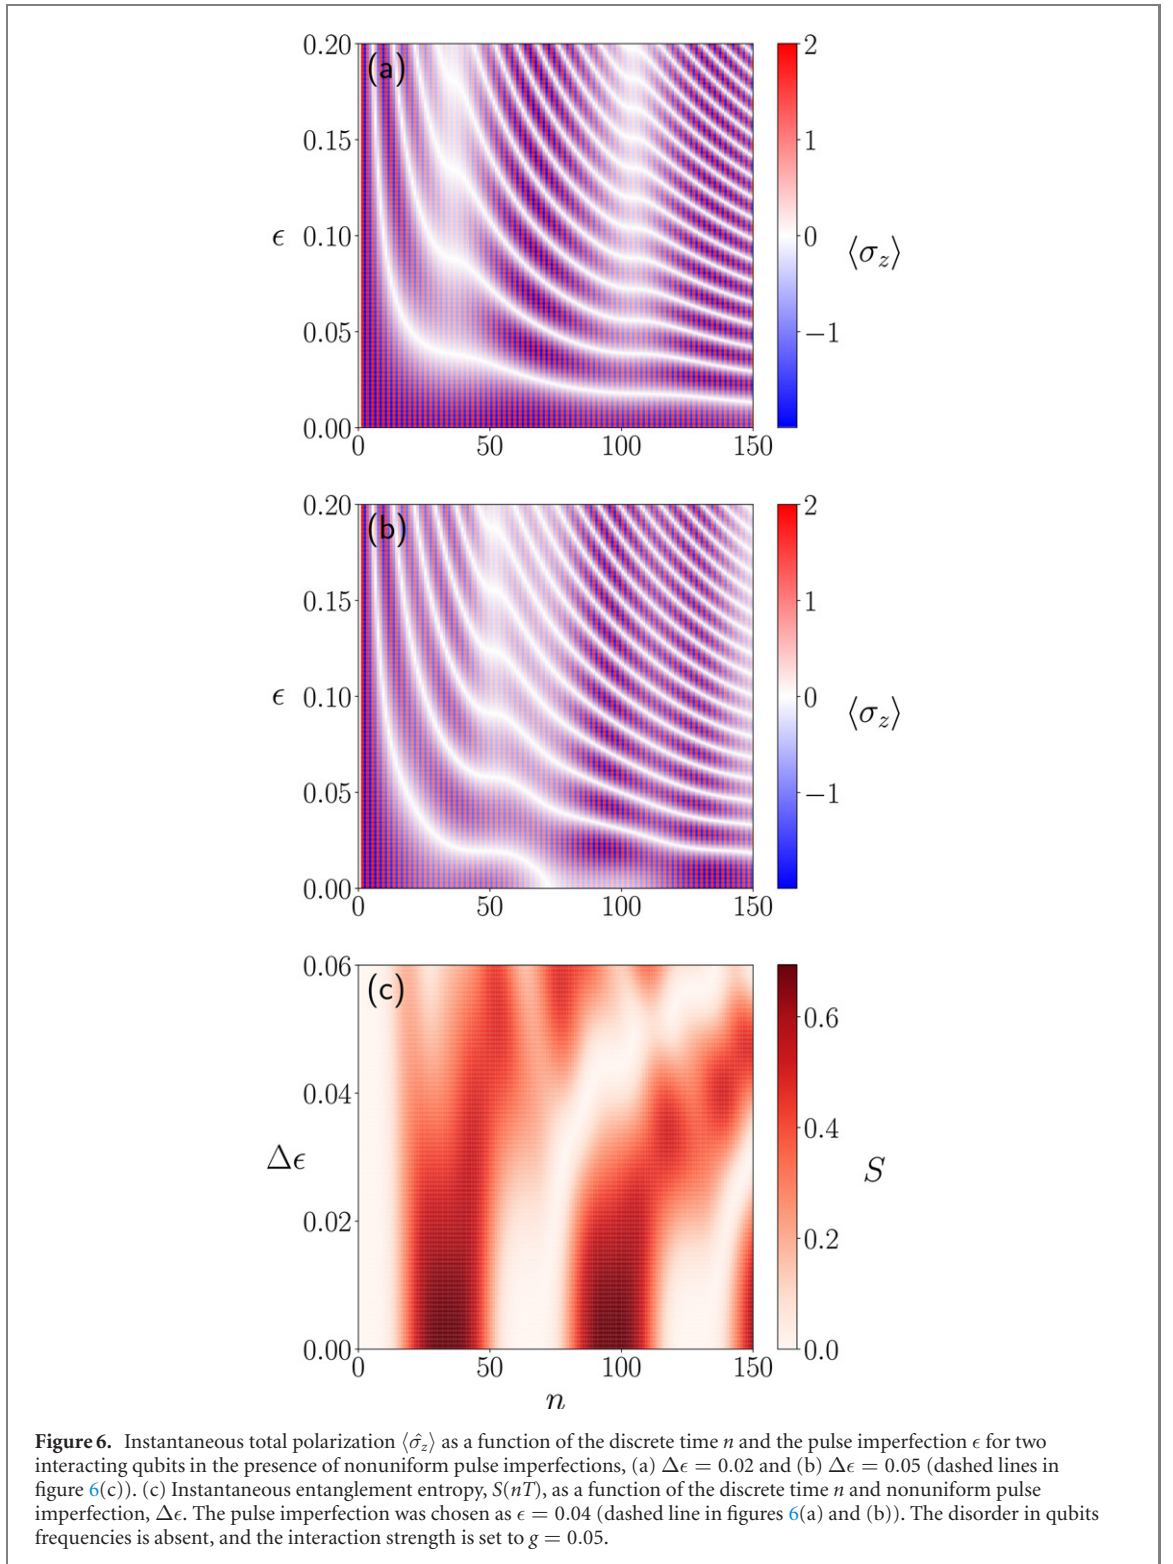 0.20
(a)
2
0.15
1
ϵ 0.10
0
⟨σ_z⟩
0.05
−1
0.00
0 50 100 150
0.20
(b)
2
0.15
1
ϵ 0.10
0
⟨σ_z⟩
0.05
−1
0.00
0 50 100 150
0.06
(c)
0.6
0.04
0.4
Δϵ
S
0.02
0.2
0.00
0.0
0 50 100 150
n
Figure 6. Instantaneous total polarization ⟨σ̂_z⟩ as a function of the discrete time n and the pulse imperfection ϵ for two
interacting qubits in the presence of nonuniform pulse imperfections, (a) Δϵ = 0.02 and (b) Δϵ = 0.05 (dashed lines in
figure 6(c)). (c) Instantaneous entanglement entropy, S(nT), as a function of the discrete time n and nonuniform pulse
imperfection, Δϵ. The pulse imperfection was chosen as ϵ = 0.04 (dashed line in figures 6(a) and (b)). The disorder in qubits
frequencies is absent, and the interaction strength is set to g = 0.05.